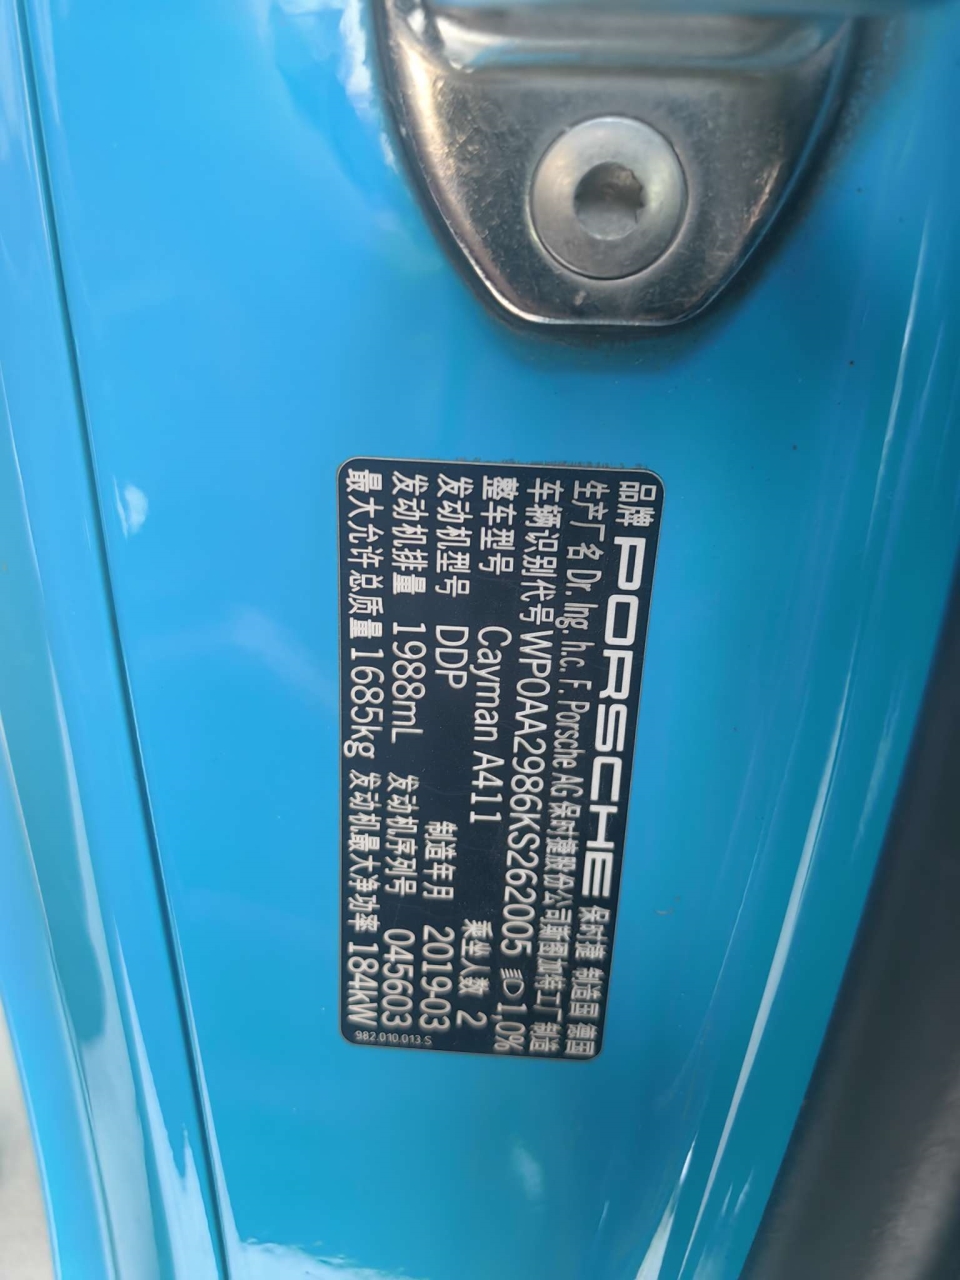 品牌 PORSCHE 保时捷 制造国 德国
生产厂名 Dr. Ing. h.c. F. Porsche AG 保时捷股份公司斯图加特工厂制造
车辆识别代号 WP0AA2986KS262005 1,0%
整车型号 Cayman A411 乘坐人数 2
发动机型号 DDP 制造年月 2019-03
发动机排量 1988mL 发动机序列号 045603
最大允许总质量 1685kg 发动机最大净功率 184kW
982.010.013.S